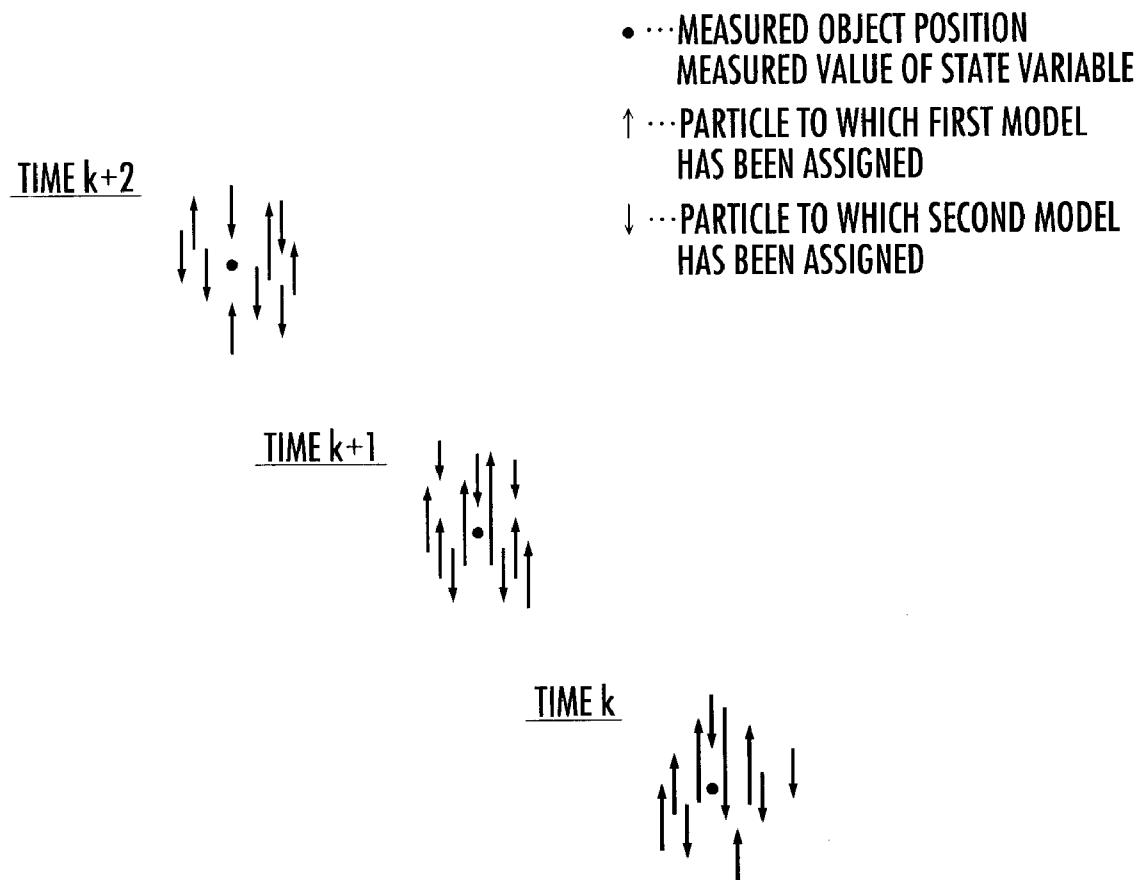 • ···MEASURED OBJECT POSITION
MEASURED VALUE OF STATE VARIABLE
↑ ···PARTICLE TO WHICH FIRST MODEL
HAS BEEN ASSIGNED
↓ ···PARTICLE TO WHICH SECOND MODEL
HAS BEEN ASSIGNED
TIME k+2
TIME k+1
TIME k